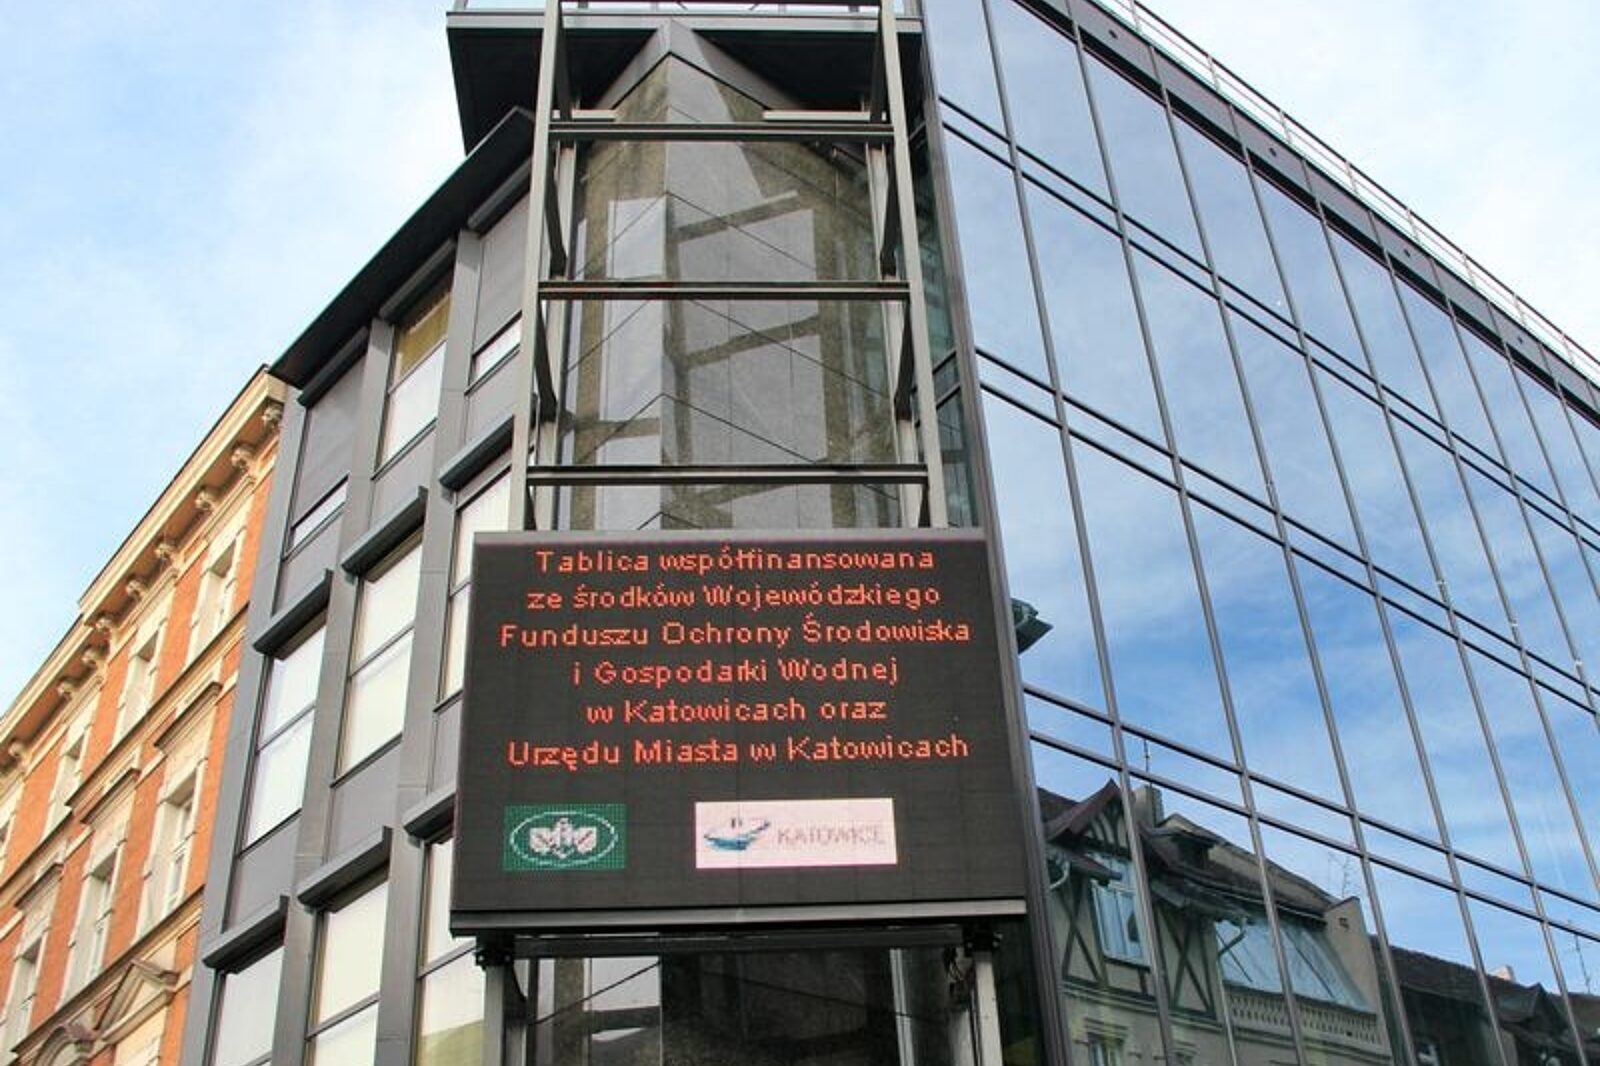 Tablica współfinansowana
ze środków Wojewódzkiego
Funduszu Ochrony Środowiska
i Gospodarki Wodnej
w Katowicach oraz
Urzędu Miasta w Katowicach
KATOWICE